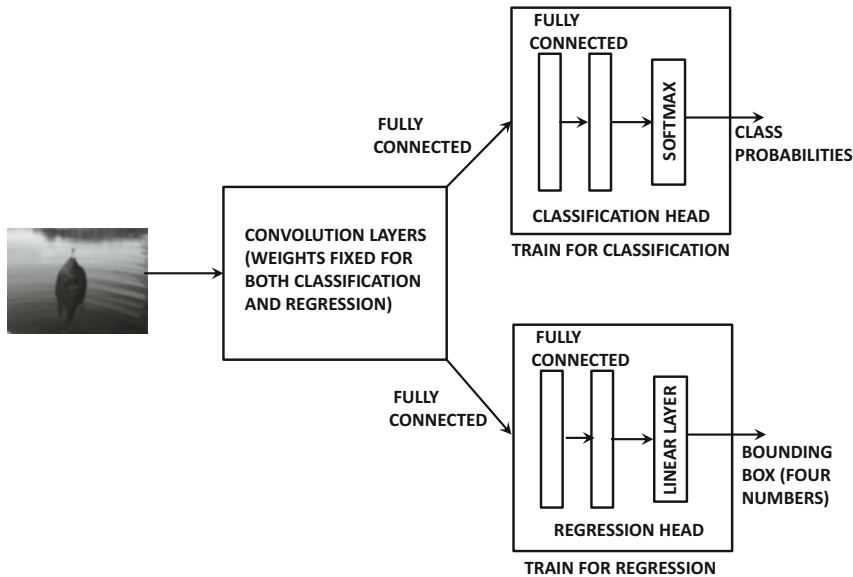 FULLY
CONNECTED
SOFTMAX
CLASSIFICATION HEAD
TRAIN FOR CLASSIFICATION
CLASS
PROBABILITIES
FULLY
CONNECTED
CONVOLUTION LAYERS
(WEIGHTS FIXED FOR
BOTH CLASSIFICATION
AND REGRESSION)
FULLY
CONNECTED
FULLY
CONNECTED
LINEAR LAYER
REGRESSION HEAD
TRAIN FOR REGRESSION
BOUNDING
BOX (FOUR
NUMBERS)